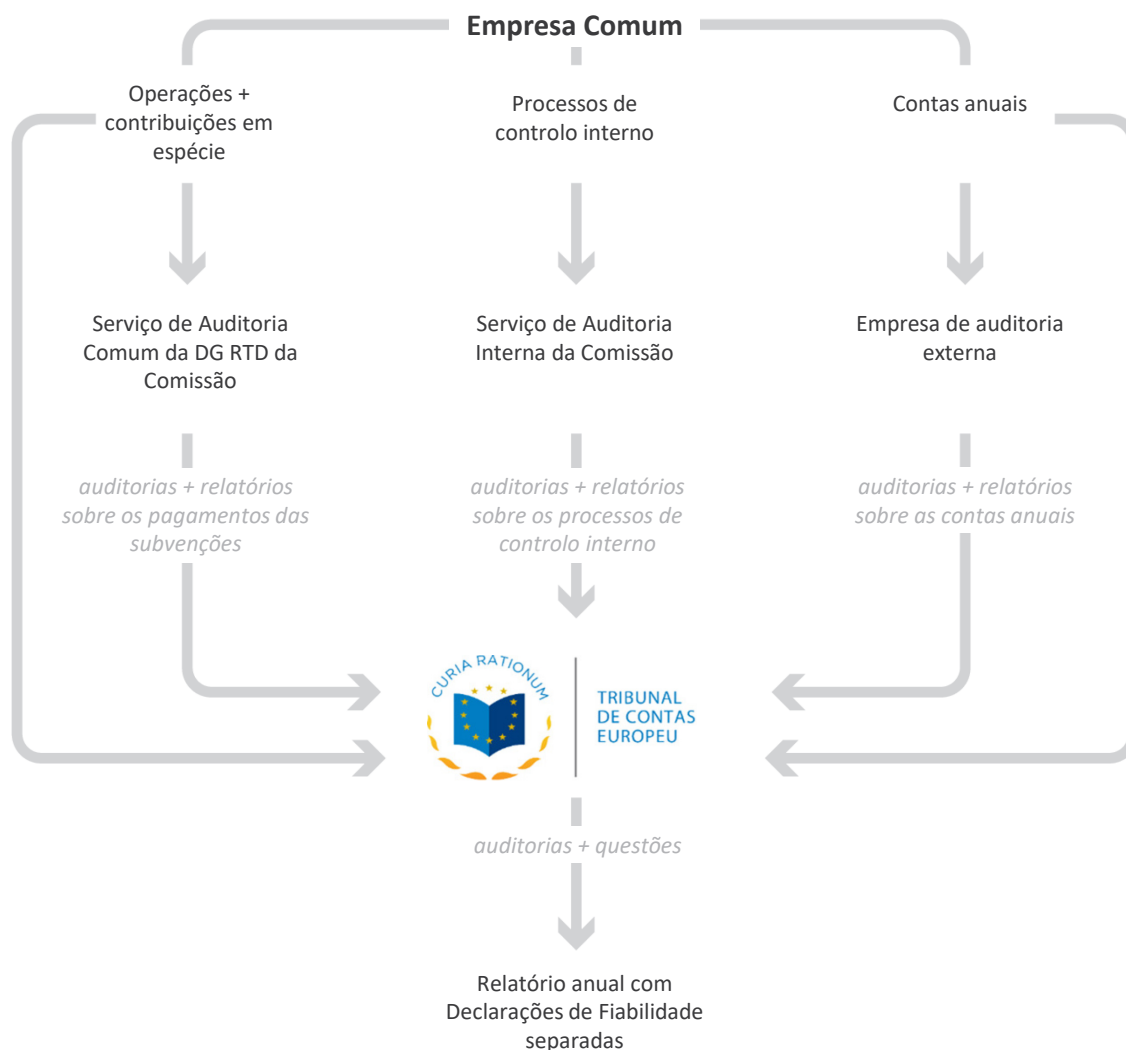 Empresa Comum
Operações +
contribuições em
espécie
Processos de
controlo interno
Contas anuais
Serviço de Auditoria
Comum da DG RTD da
Comissão
Serviço de Auditoria
Interna da Comissão
Empresa de auditoria
externa
auditorias + relatórios
sobre os pagamentos das
subvenções
auditorias + relatórios
sobre os processos de
controlo interno
auditorias + relatórios
sobre as contas anuais
CURIA RATIONUM
TRIBUNAL
DE CONTAS
EUROPEU
auditorias + questões
Relatório anual com
Declarações de Fiabilidade
separadas